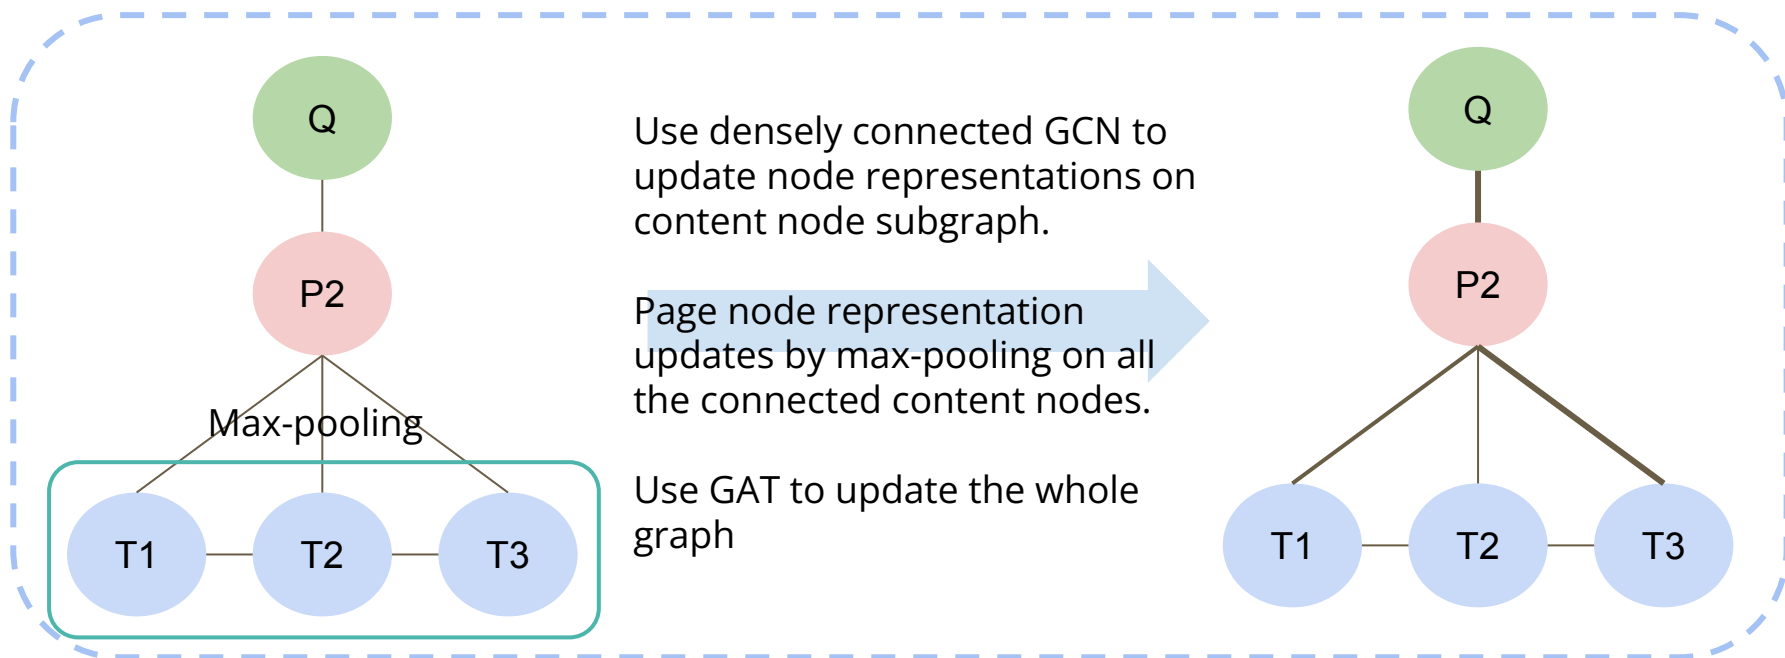 Q
P2
Max-pooling
T1
T2
T3
Use densely connected GCN to
update node representations on
content node subgraph.
Page node representation
updates by max-pooling on all
the connected content nodes.
Use GAT to update the whole
graph
Q
P2
T1
T2
T3